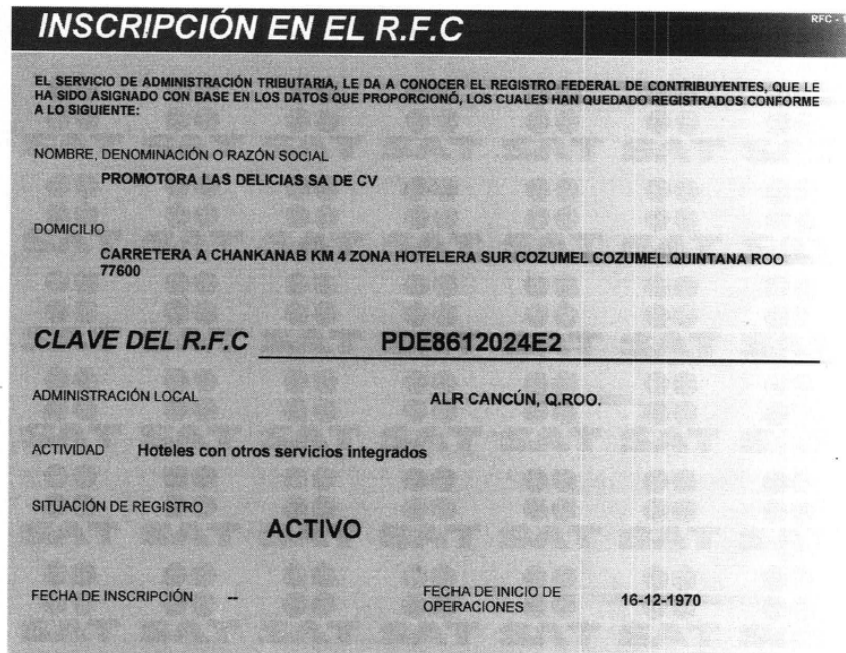 INSCRIPCIÓN EN EL R.F.C
RFC - 1
EL SERVICIO DE ADMINISTRACIÓN TRIBUTARIA, LE DA A CONOCER EL REGISTRO FEDERAL DE CONTRIBUYENTES, QUE LE
HA SIDO ASIGNADO CON BASE EN LOS DATOS QUE PROPORCIONÓ, LOS CUALES HAN QUEDADO REGISTRADOS CONFORME
A LO SIGUIENTE:
NOMBRE, DENOMINACIÓN O RAZÓN SOCIAL
PROMOTORA LAS DELICIAS SA DE CV
DOMICILIO
CARRETERA A CHANKANAB KM 4 ZONA HOTELERA SUR COZUMEL COZUMEL QUINTANA ROO
77600
CLAVE DEL R.F.C PDE8612024E2
ADMINISTRACIÓN LOCAL ALR CANCÚN, Q.ROO.
ACTIVIDAD Hoteles con otros servicios integrados
SITUACIÓN DE REGISTRO
ACTIVO
FECHA DE INSCRIPCIÓN --
FECHA DE INICIO DE
OPERACIONES 16-12-1970